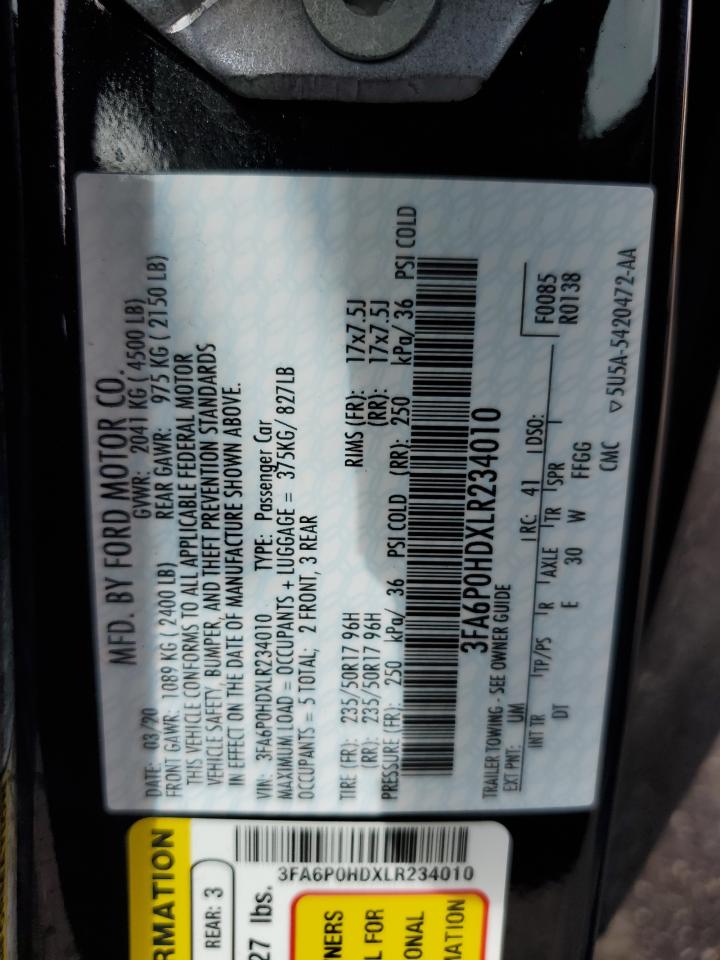 MFD. BY FORD MOTOR CO.
DATE: 03/20 GVWR: 2041 KG ( 4500 LB)
FRONT GAWR: 1089 KG ( 2400 LB) REAR GAWR: 975 KG ( 2150 LB)
THIS VEHICLE CONFORMS TO ALL APPLICABLE FEDERAL MOTOR
VEHICLE SAFETY, BUMPER, AND THEFT PREVENTION STANDARDS
IN EFFECT ON THE DATE OF MANUFACTURE SHOWN ABOVE.
VIN: 3FA6P0HDXLR234010 TYPE: Passenger Car
MAXIMUM LOAD = OCCUPANTS + LUGGAGE = 375KG/ 827LB
OCCUPANTS = 5 TOTAL; 2 FRONT, 3 REAR
TIRE (FR): 235/50R17 96H RIMS (FR): 17x7.5J
(RR): 235/50R17 96H (RR): 17x7.5J
PRESSURE (FR): 250 kPa/ 36 PSI COLD (RR): 250 kPa/ 36 PSI COLD
3FA6P0HDXLR234010
TRAILER TOWING - SEE OWNER GUIDE
EXT PNT: UM RC: 41 DSO:
INT TR TP/PS R AXLE TR SPR
DT E 30 W FFGG
F0085
R0138
CMC ▽5U5A-5420472-AA
RMATION
REAR: 3
27 lbs.
3FA6P0HDXLR234010
NERS
L FOR
ONAL
MATION